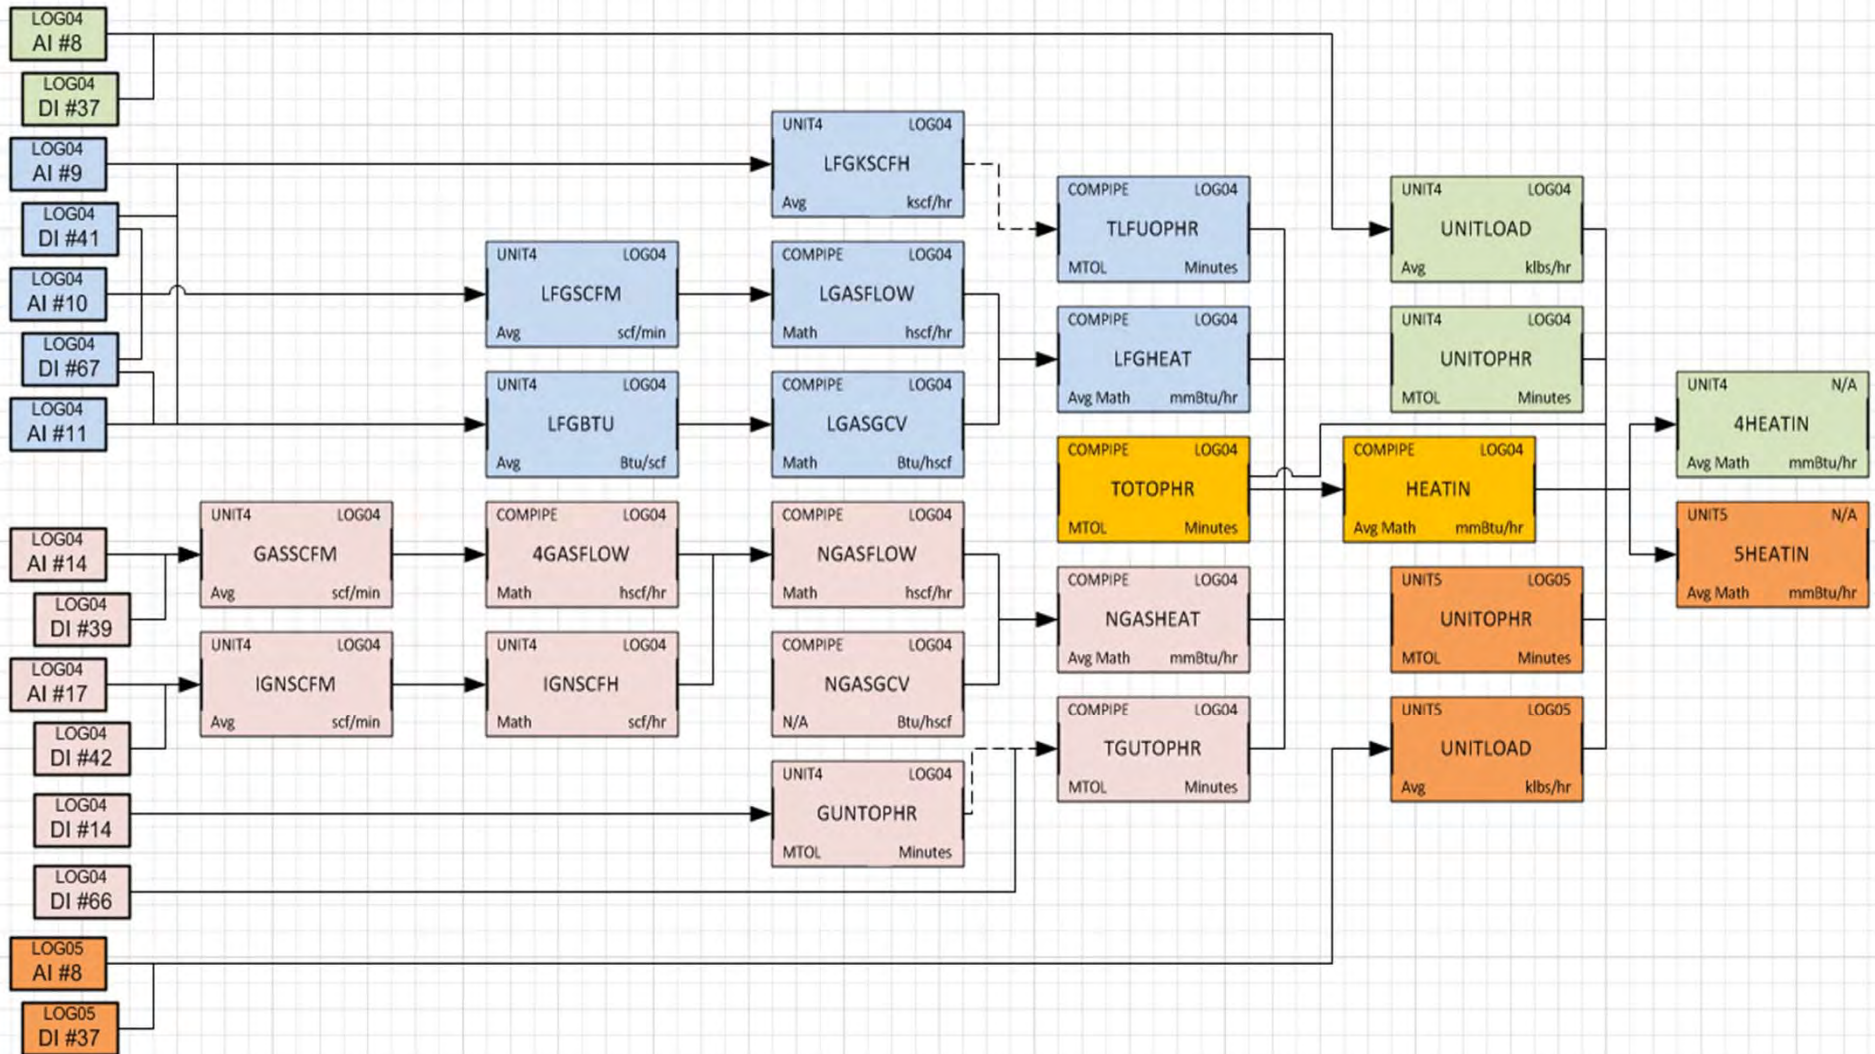 LOG04
AI #8
LOG04
DI #37
LOG04
AI #9
LOG04
DI #41
LOG04
AI #10
LOG04
DI #67
LOG04
AI #11
LOG04
AI #14
LOG04
DI #39
LOG04
AI #17
LOG04
DI #42
LOG04
DI #14
LOG04
DI #66
LOG05
AI #8
LOG05
DI #37
UNIT4 LOG04
GASSCFM
Avg scf/min
UNIT4 LOG04
IGNSCFM
Avg scf/min
UNIT4 LOG04
LFGSCFM
Avg scf/min
UNIT4 LOG04
LFGBTU
Avg Btu/scf
COMPIPE LOG04
4GASFLOW
Math hscf/hr
UNIT4 LOG04
IGNSCFH
Math scf/hr
UNIT4 LOG04
LFGKSCFH
Avg kscf/hr
COMPIPE LOG04
LGASFLOW
Math hscf/hr
COMPIPE LOG04
LGASGCV
Math Btu/hscf
COMPIPE LOG04
NGASFLOW
Math hscf/hr
COMPIPE LOG04
NGASGCV
N/A Btu/hscf
UNIT4 LOG04
GUNTOPHR
MTOL Minutes
COMPIPE LOG04
TLFUOPHR
MTOL Minutes
COMPIPE LOG04
LFGHEAT
Avg Math mmBtu/hr
COMPIPE LOG04
TOTOPHR
MTOL Minutes
COMPIPE LOG04
NGASHEAT
Avg Math mmBtu/hr
COMPIPE LOG04
TGUTOPHR
MTOL Minutes
UNIT4 LOG04
UNITLOAD
Avg klbs/hr
UNIT4 LOG04
UNITOPHR
MTOL Minutes
COMPIPE LOG04
HEATIN
Avg Math mmBtu/hr
UNIT5 LOG05
UNITOPHR
MTOL Minutes
UNIT5 LOG05
UNITLOAD
Avg klbs/hr
UNIT4 N/A
4HEATIN
Avg Math mmBtu/hr
UNIT5 N/A
5HEATIN
Avg Math mmBtu/hr